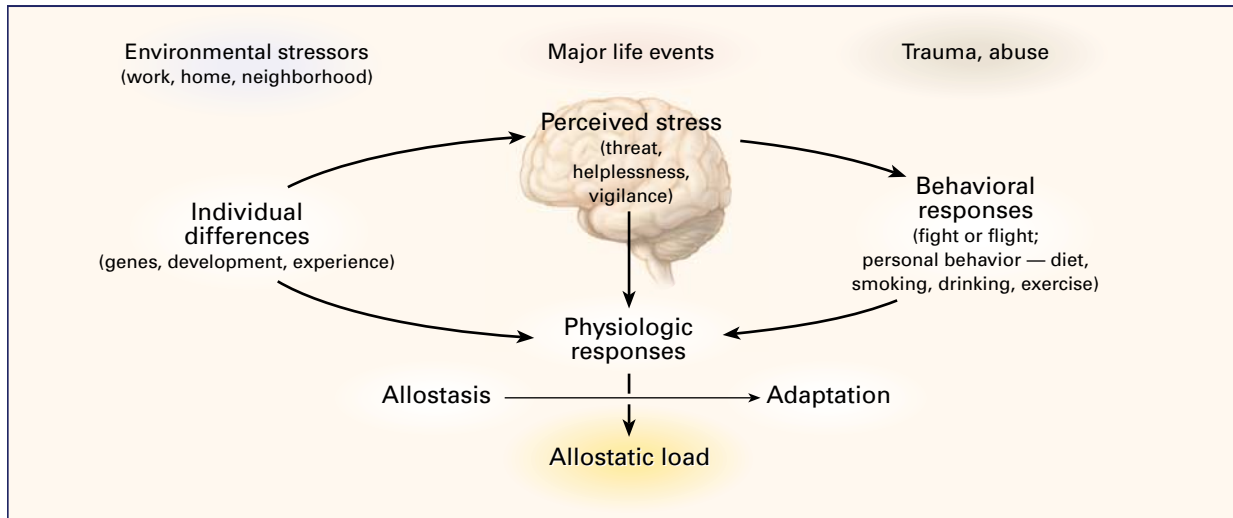 Environmental stressors
(work, home, neighborhood)
Major life events
Trauma, abuse
Perceived stress
(threat,
helplessness,
vigilance)
Individual
differences
(genes, development, experience)
Behavioral
responses
(fight or flight;
personal behavior — diet,
smoking, drinking, exercise)
Physiologic
responses
Allostasis
Adaptation
Allostatic load